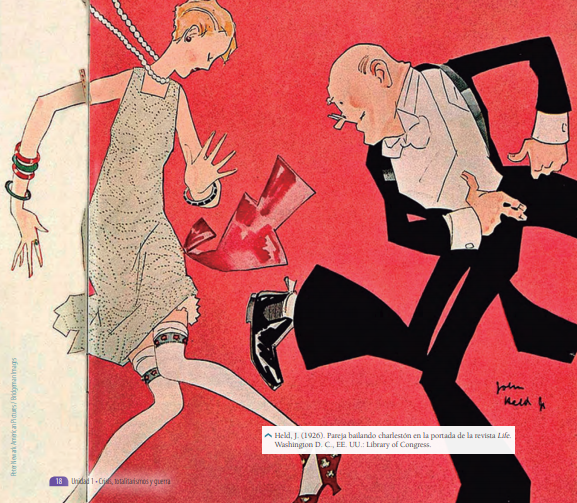 John
Held Jr
Held, J. (1926). Pareja bailando charlestón en la portada de la revista Life.
Washington D. C., EE. UU.: Library of Congress.
18 Unidad 1 • Crisis, totalitarismos y guerra